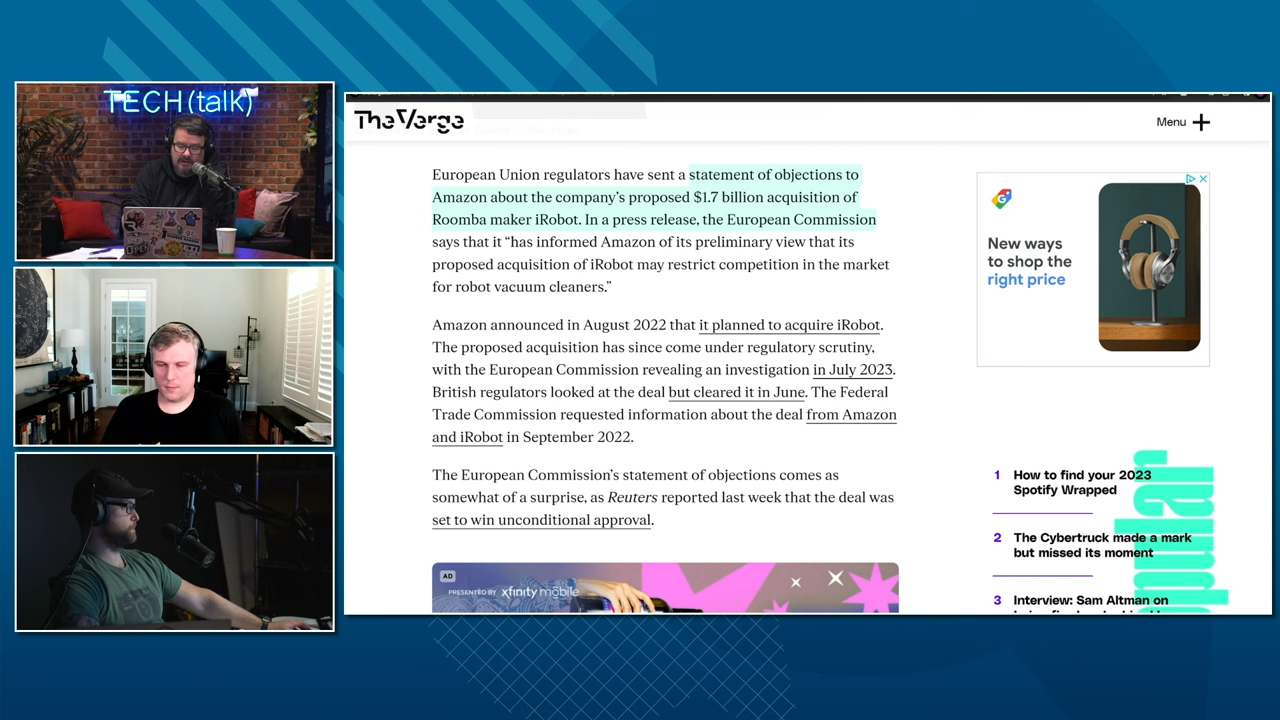 TECH(talk)
OPEN
The Verge
Menu
European Union regulators have sent a statement of objections to
Amazon about the company’s proposed $1.7 billion acquisition of
Roomba maker iRobot. In a press release, the European Commission
says that it “has informed Amazon of its preliminary view that its
proposed acquisition of iRobot may restrict competition in the market
for robot vacuum cleaners.”
Amazon announced in August 2022 that it planned to acquire iRobot.
The proposed acquisition has since come under regulatory scrutiny,
with the European Commission revealing an investigation in July 2023.
British regulators looked at the deal but cleared it in June. The Federal
Trade Commission requested information about the deal from Amazon
and iRobot in September 2022.
The European Commission’s statement of objections comes as
somewhat of a surprise, as Reuters reported last week that the deal was
set to win unconditional approval.
AD
PRESENTED BY xfinity mobile
New ways
to shop the
right price
1 How to find your 2023
Spotify Wrapped
2 The Cybertruck made a mark
but missed its moment
3 Interview: Sam Altman on